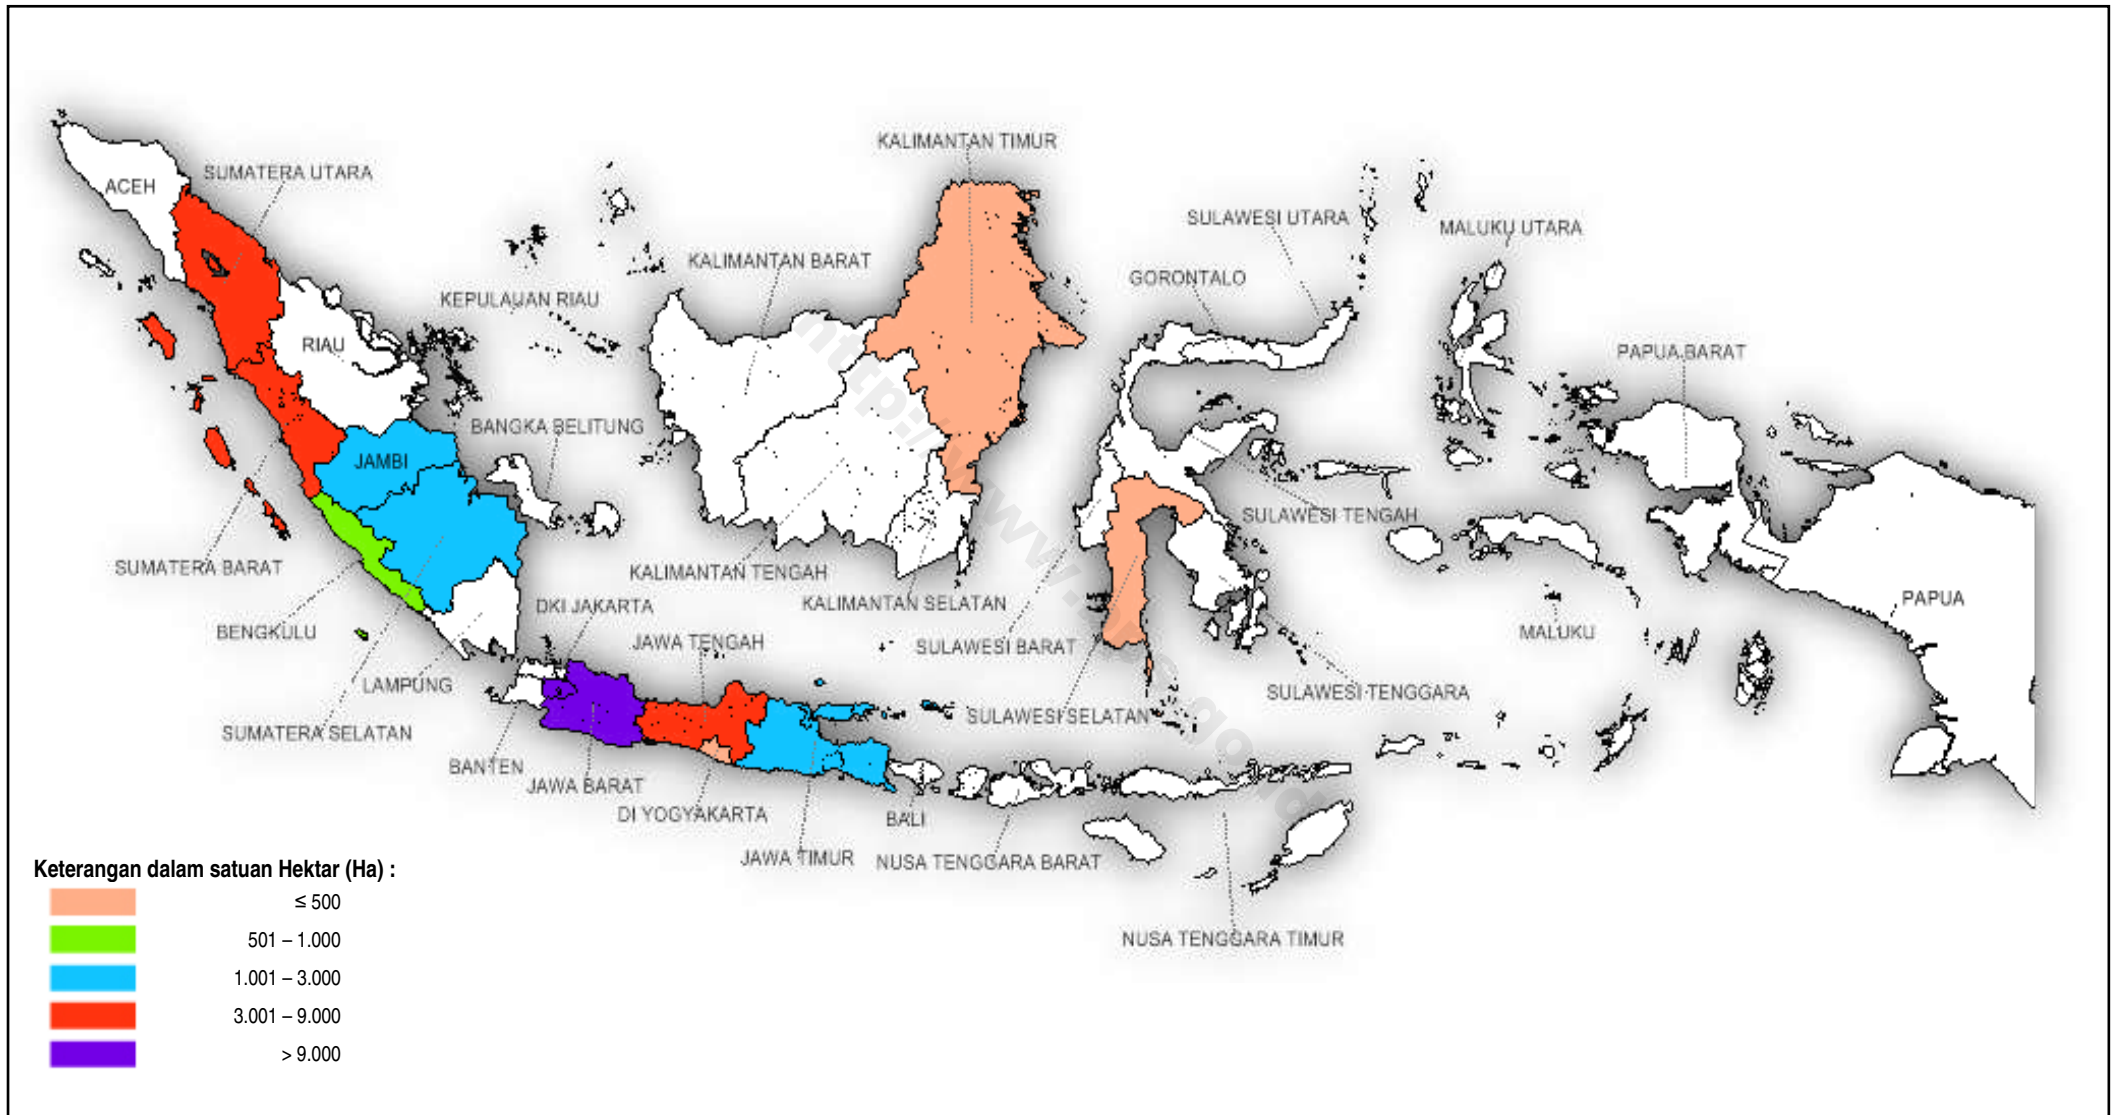 KALIMANTAN TIMUR
SUMATERA UTARA
ACEH
SULAWESI UTARA
MALUKU UTARA
KALIMANTAN BARAT
GORONTALO
KEPULAUAN RIAU
RIAU
PAPUA BARAT
BANGKA BELITUNG
JAMBI
SULAWESI TENGAH
SUMATERA BARAT
KALIMANTAN TENGAH
PAPUA
KALIMANTAN SELATAN
DKI JAKARTA
BENGKULU
MALUKU
JAWA TENGAH
SULAWESI BARAT
LAMPUNG
SULAWESI TENGGARA
SULAWESI SELATAN
SUMATERA SELATAN
BANTEN
JAWA BARAT
DI YOGYAKARTA
BALI
JAWA TIMUR
NUSA TENGGARA BARAT
NUSA TENGGARA TIMUR
Keterangan dalam satuan Hektar (Ha) :
≤ 500
501 – 1.000
1.001 – 3.000
3.001 – 9.000
> 9.000